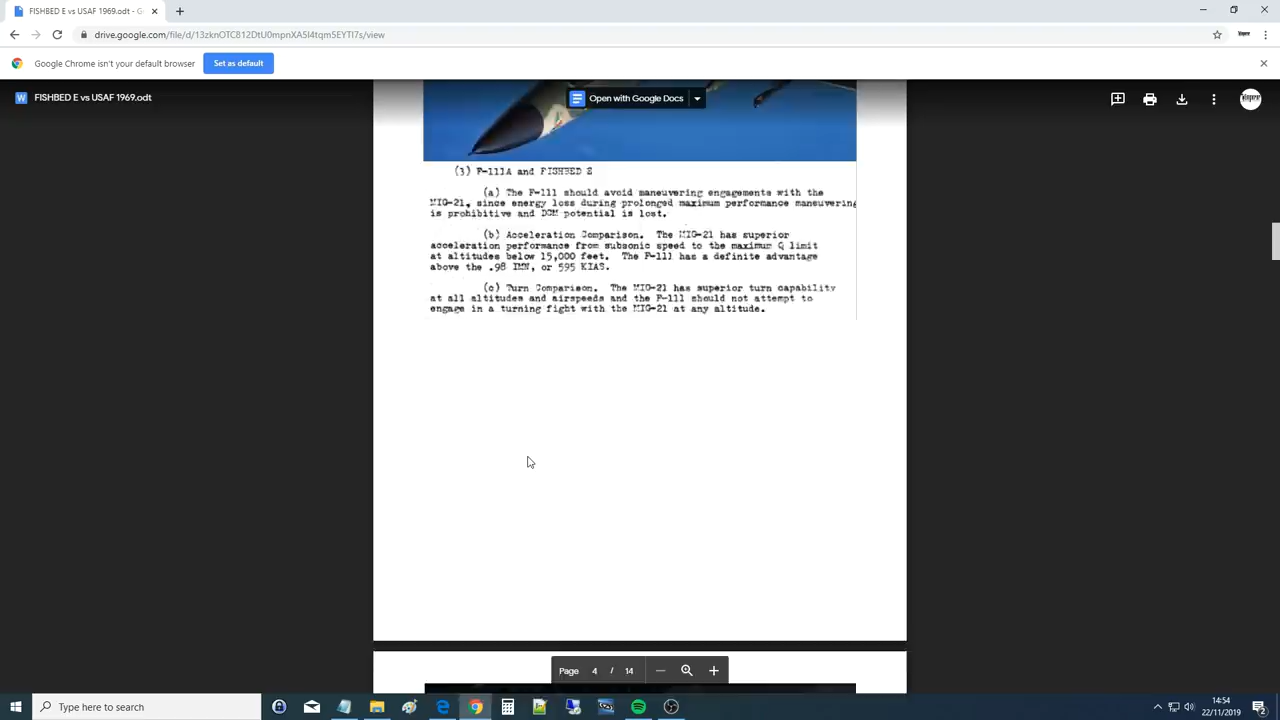 FISHBED E vs USAF 1969.odt - G
drive.google.com/file/d/13zknOTC812DtU0mpnXA5l4tqm5EYTl7s/view
Google Chrome isn't your default browser
Set as default
FISHBED E vs USAF 1969.odt
Open with Google Docs
(3) F-111A and FISHBED E
(a) The F-111 should avoid maneuvering engagements with the
MIG-21, since energy loss during prolonged maximum performance maneuvering
is prohibitive and DCM potential is lost.
(b) Acceleration Comparison. The MIG-21 has superior
acceleration performance from subsonic speed to the maximum Q limit
at altitudes below 15,000 feet. The F-111 has a definite advantage
above the .98 IMN, or 595 KIAS.
(c) Turn Comparison. The MIG-21 has superior turn capability
at all altitudes and airspeeds and the F-111 should not attempt to
engage in a turning fight with the MIG-21 at any altitude.
Page 4 / 14
Type here to search
14:54
22/11/2019
2